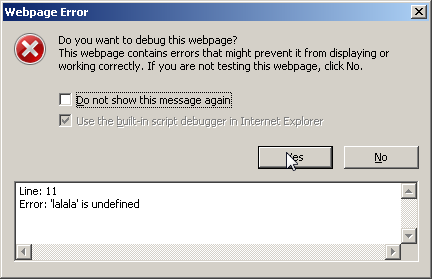 Webpage Error
Do you want to debug this webpage?
This webpage contains errors that might prevent it from displaying or
working correctly. If you are not testing this webpage, click No.
Do not show this message again
Use the built-in script debugger in Internet Explorer
Yes
No
Line: 11
Error: 'lalala' is undefined